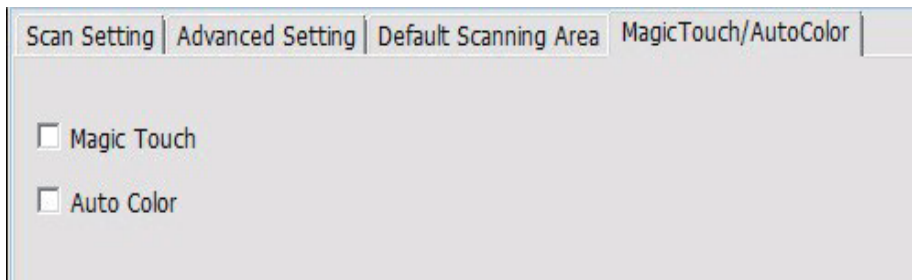 Scan Setting Advanced Setting Default Scanning Area MagicTouch/AutoColor
Magic Touch
Auto Color